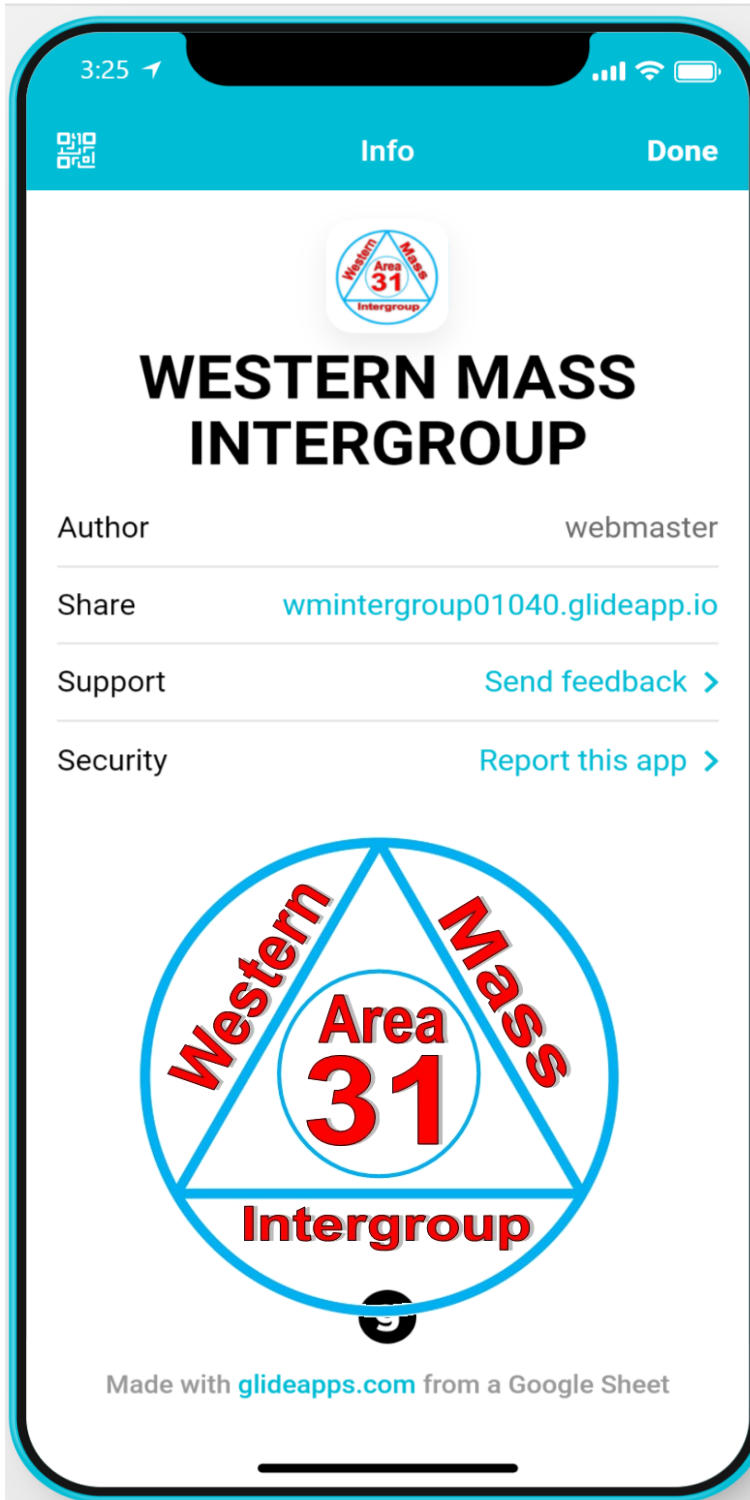 3:25
Info Done
Western Mass
Area
31
Intergroup
WESTERN MASS
INTERGROUP
Author webmaster
Share wmintergroup01040.glideapp.io
Support Send feedback
Security Report this app
Western Mass
Area
31
Intergroup
g
Made with glideapps.com from a Google Sheet